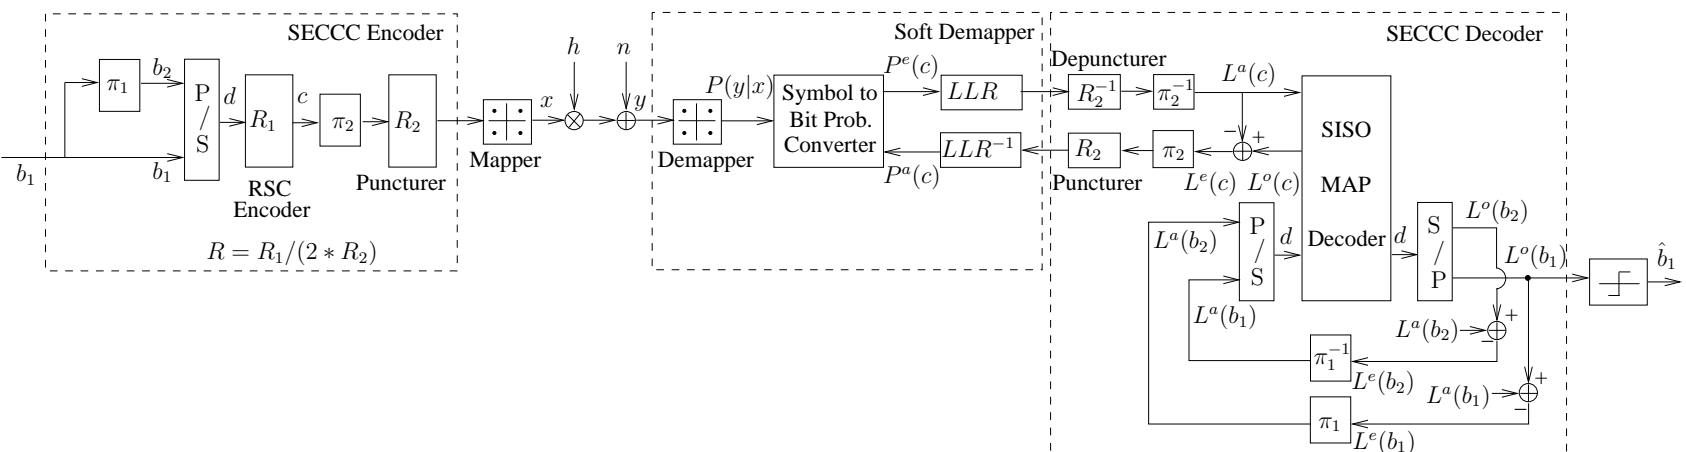 SECCC Encoder
π₁
b₂
P
/
S
d
R₁
c
π₂
R₂
b₁
b₁
RSC
Encoder
Puncturer
R = R₁/(2 * R₂)
Mapper
x
h
n
y
Soft Demapper
P(y|x)
Demapper
Symbol to
Bit Prob.
Converter
Pᵉ(c)
LLR
LLR⁻¹
Pᵃ(c)
SECCC Decoder
Depuncturer
R₂⁻¹
π₂⁻¹
Lᵃ(c)
−
+
R₂
π₂
Puncturer
Lᵉ(c)
Lᵒ(c)
SISO
MAP
Decoder
Lᵃ(b₂)
P
/
S
d
Lᵃ(b₁)
d
S
/
P
Lᵒ(b₂)
Lᵒ(b₁)
b̂₁
Lᵃ(b₂)
+
−
π₁⁻¹
Lᵉ(b₂)
Lᵃ(b₁)
+
−
π₁
Lᵉ(b₁)